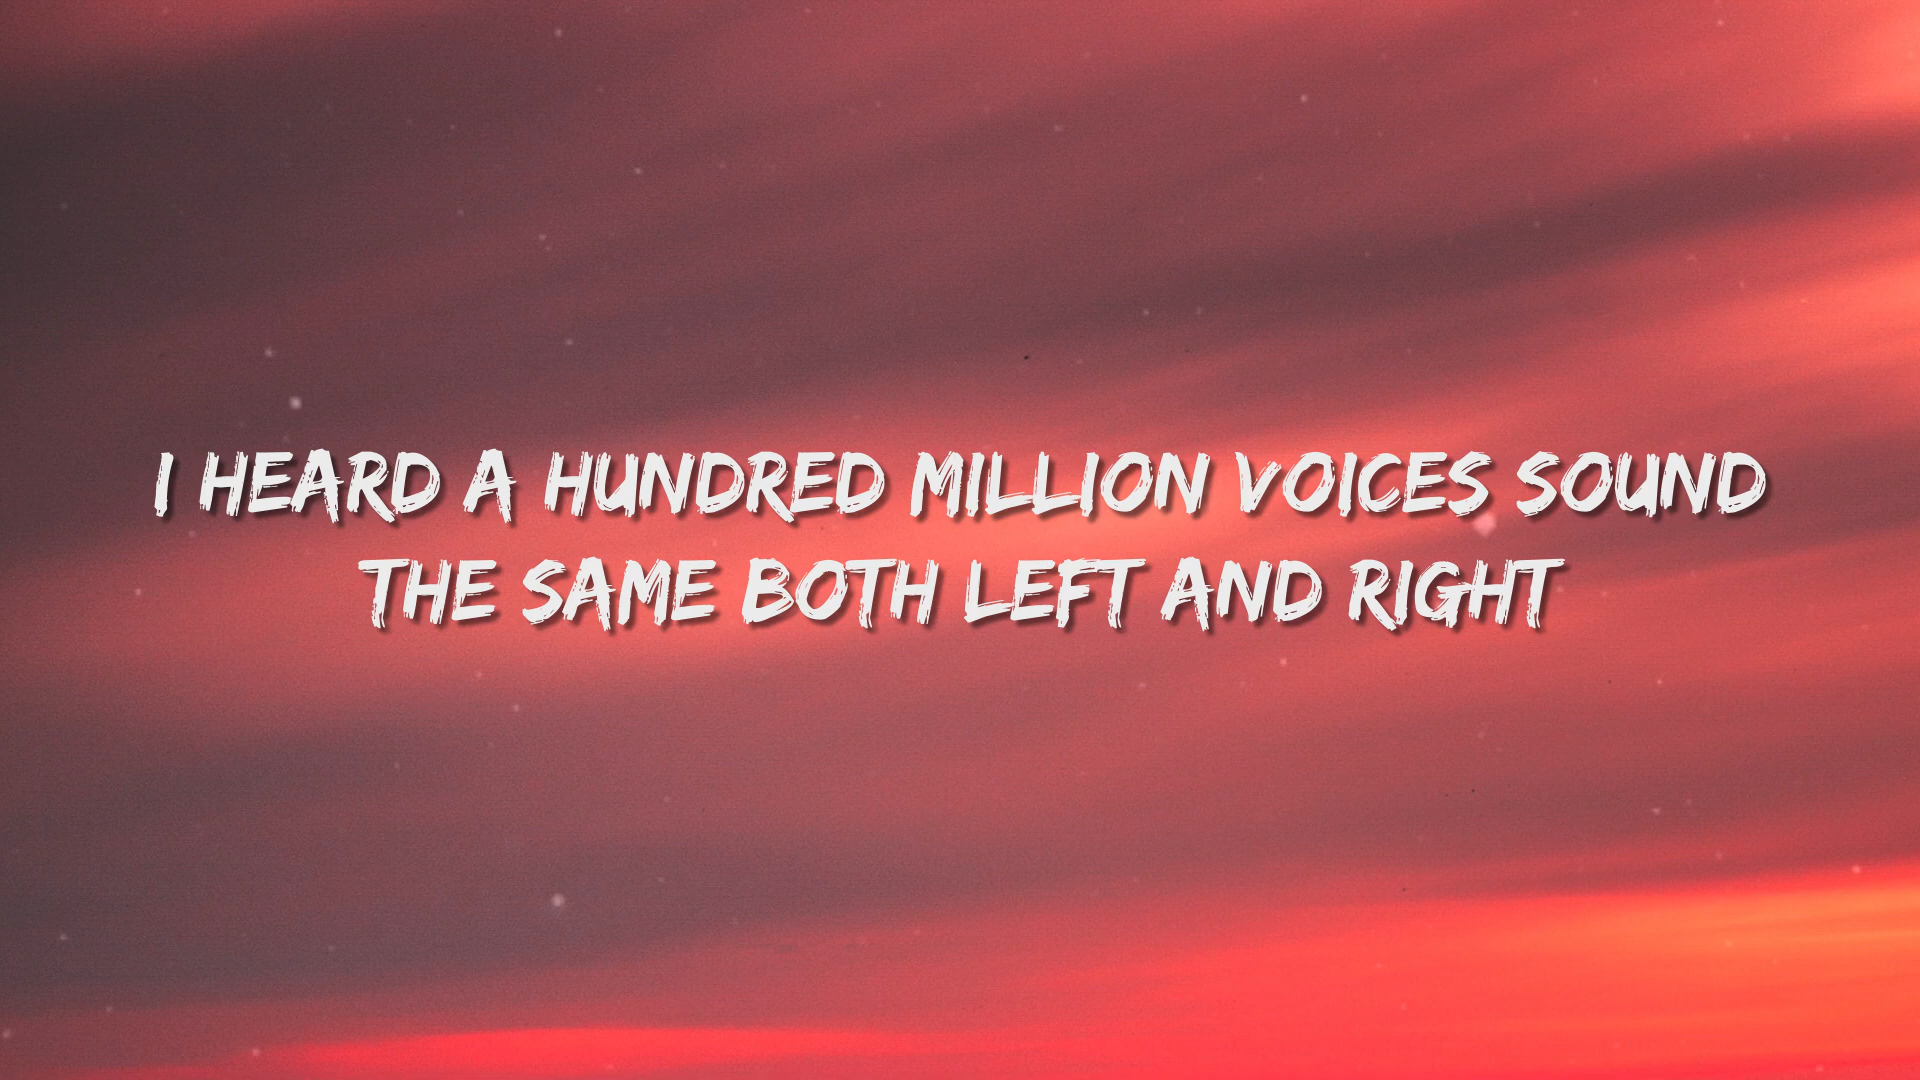 I HEARD A HUNDRED MILLION VOICES SOUND
THE SAME BOTH LEFT AND RIGHT